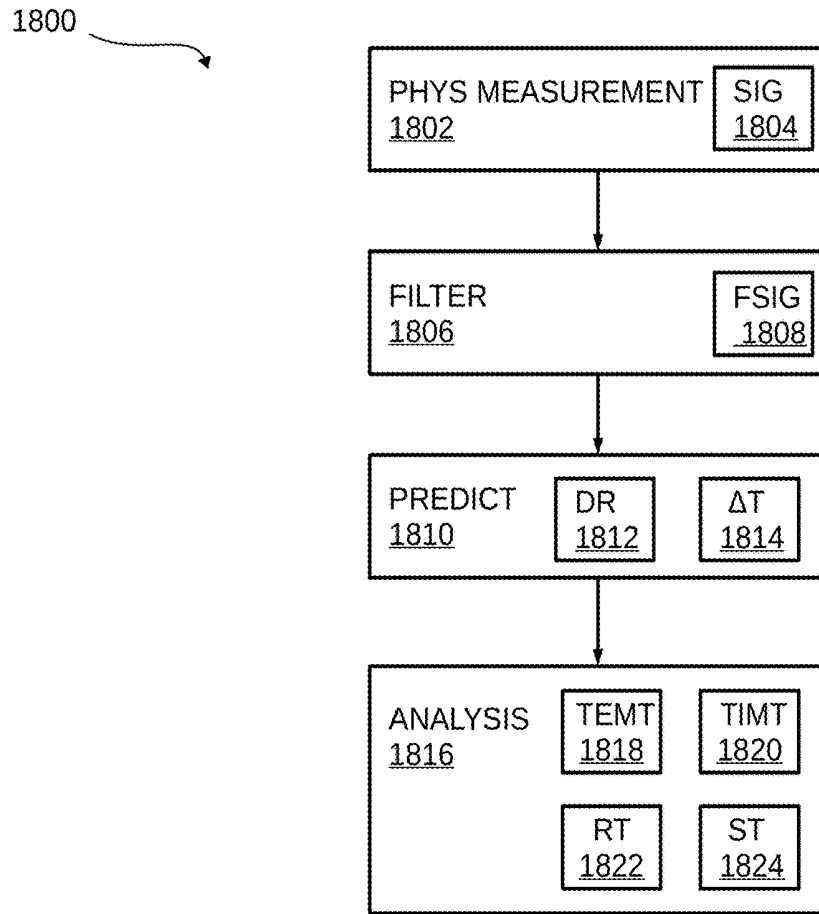 1800
PHYS MEASUREMENT
1802
SIG
1804
FILTER
1806
FSIG
1808
PREDICT
1810
DR
1812
ΔT
1814
ANALYSIS
1816
TEMT
1818
TIMT
1820
RT
1822
ST
1824